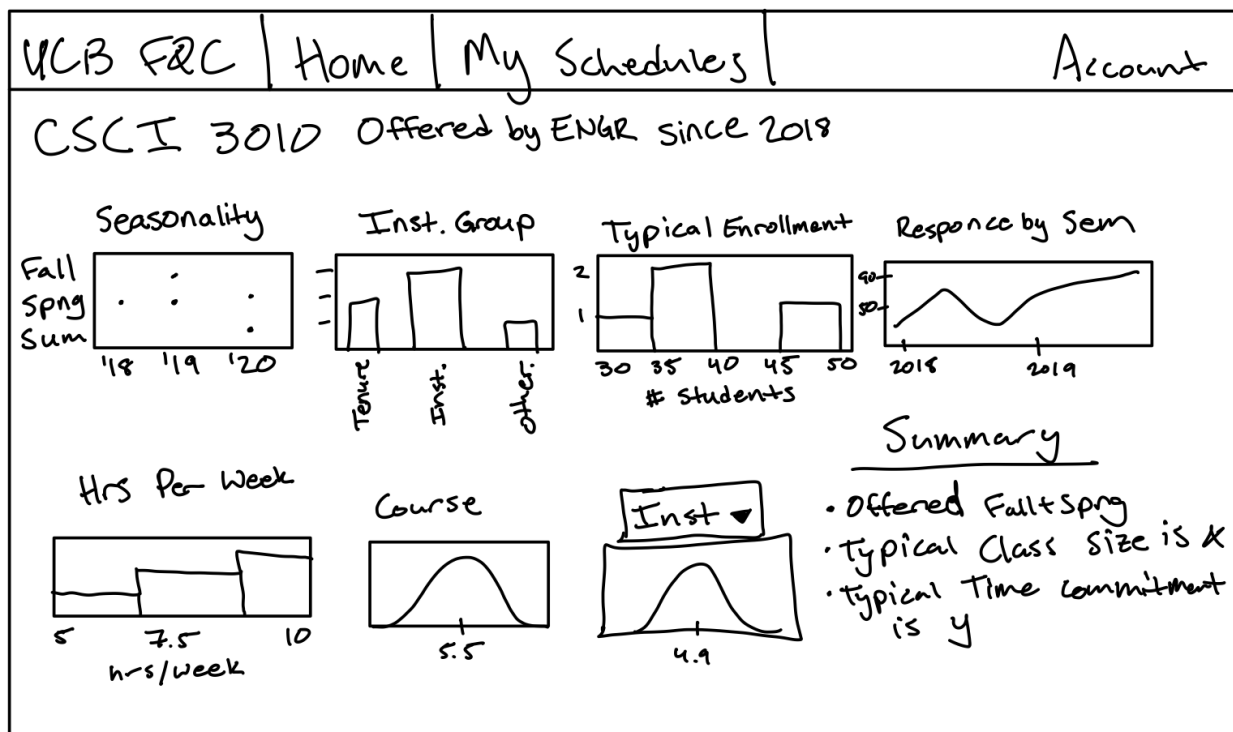 UCB FQC Home My Schedules Account
CSCI 3010 Offered by ENGR since 2018
Seasonality
Fall
Spng
Sum
'18 '19 '20
Inst. Group
Tenure
Inst.
Other.
Typical Enrollment
2
1
30 35 40 45 50
# Students
Responce by Sem
90
50
2018 2019
Hrs Per Week
5 7.5 10
hrs/week
Course
5.5
Inst
4.9
Summary
• Offered Fall + Spng
• Typical Class Size is x
• Typical Time commitment
is y